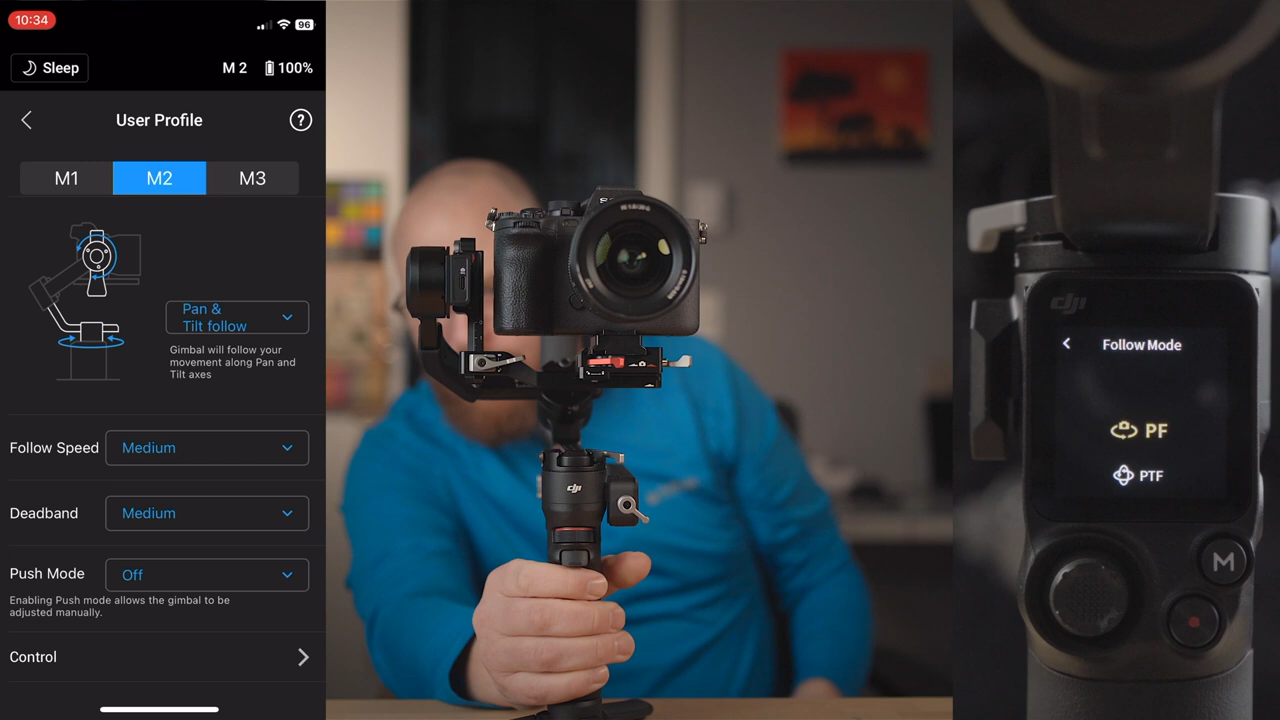 10:34
96
Sleep
M 2
100%
User Profile
?
M1
M2
M3
Pan &
Tilt follow
Gimbal will follow your
movement along Pan and
Tilt axes
Follow Speed
Medium
Deadband
Medium
Push Mode
Off
Enabling Push mode allows the gimbal to be
adjusted manually.
Control
dji
dji
Follow Mode
PF
PTF
M